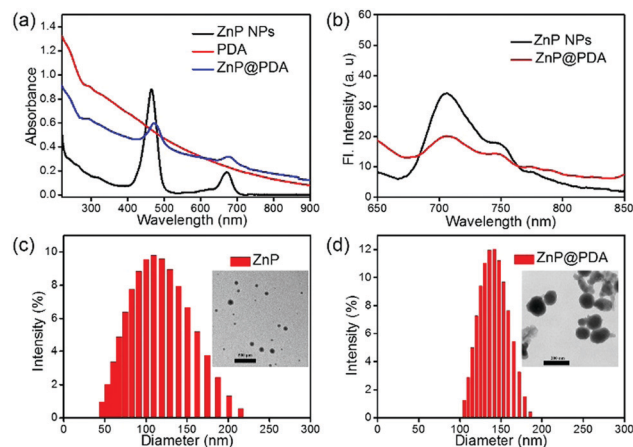 (a)
ZnP NPs
PDA
ZnP@PDA
1.4
1.2
1.0
0.8
0.6
0.4
0.2
0.0
Absorbance
300 400 500 600 700 800 900
Wavelength (nm)
(b)
ZnP NPs
ZnP@PDA
60
50
40
30
20
10
0
Fl. Intensity (a. u)
650 700 750 800 850
Wavelength (nm)
(c)
ZnP
10
8
6
4
2
0
Intensity (%)
0 50 100 150 200 250 300
Diameter (nm)
(d)
ZnP@PDA
12
10
8
6
4
2
0
Intensity (%)
0 50 100 150 200 250 300
Diameter (nm)